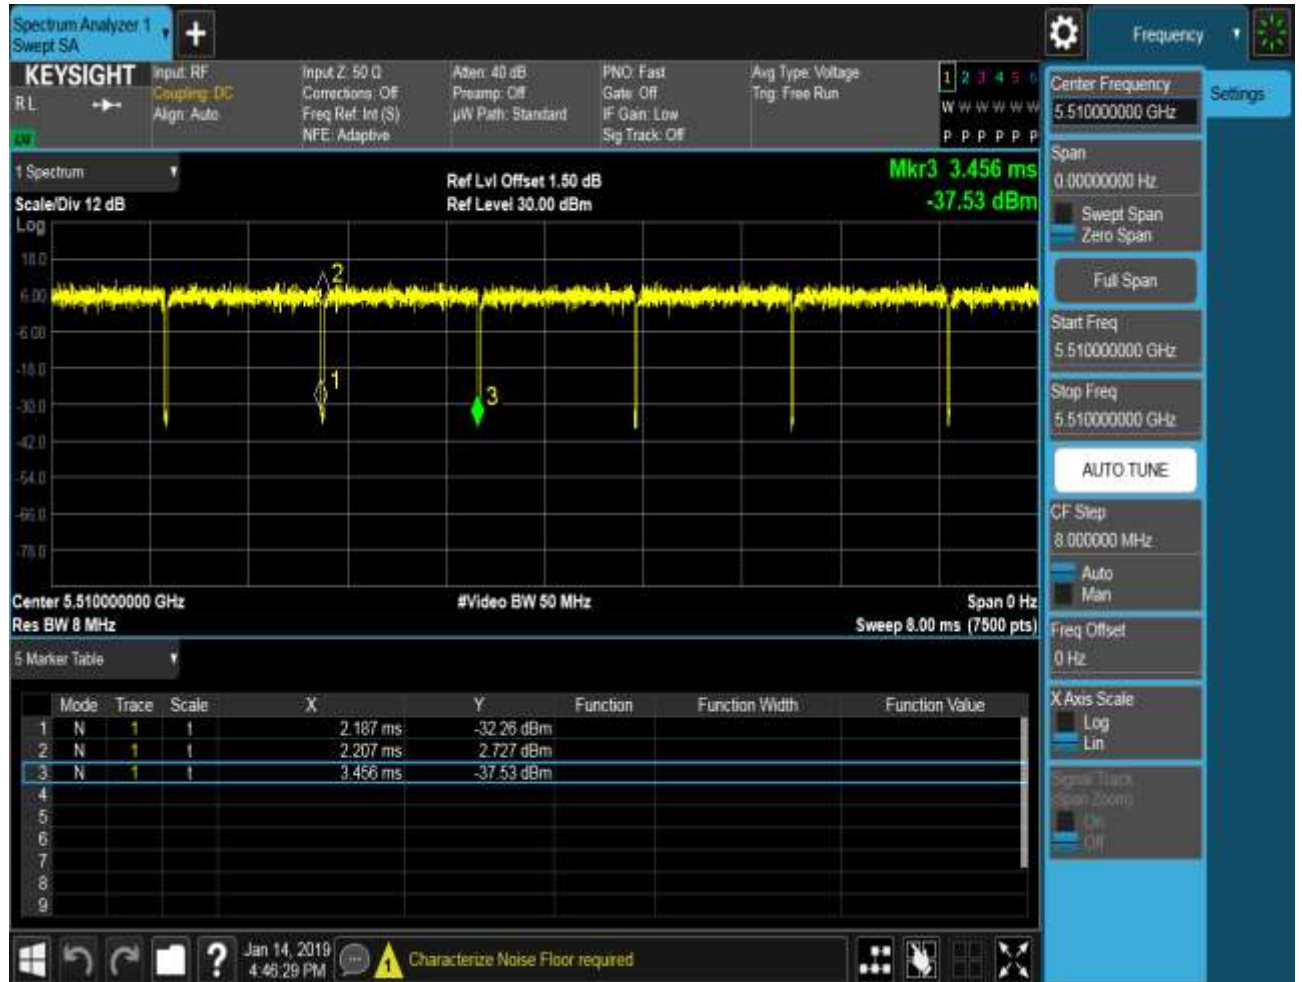 Spectrum Analyzer 1
Swept SA
Frequency
KEYSIGHT
R L
Input: RF
Coupling: DC
Align: Auto
Input Z: 50 Ω
Corrections: Off
Freq Ref: Int (S)
NFE: Adaptive
Atten: 40 dB
Preamp: Off
µW Path: Standard
PNO: Fast
Gate: Off
IF Gain: Low
Sig Track: Off
Avg Type: Voltage
Trig: Free Run
1 2 3 4 5 6
W W W W W W
P P P P P P
Center Frequency
5.510000000 GHz
Settings
Span
0.00000000 Hz
Swept Span
Zero Span
Full Span
Start Freq
5.510000000 GHz
Stop Freq
5.510000000 GHz
AUTO TUNE
CF Step
8.000000 MHz
Auto
Man
Freq Offset
0 Hz
X Axis Scale
Log
Lin
Signal Track
(Span Zoom)
On
Off
1 Spectrum
Scale/Div 12 dB
Log
Ref Lvl Offset 1.50 dB
Ref Level 30.00 dBm
Mkr3 3.456 ms
-37.53 dBm
18.0
6.00
-6.00
-18.0
-30.0
-42.0
-54.0
-66.0
-78.0
2
1
3
Center 5.510000000 GHz
#Video BW 50 MHz
Span 0 Hz
Res BW 8 MHz
Sweep 8.00 ms (7500 pts)
5 Marker Table
Mode Trace Scale X Y Function Function Width Function Value
1 N 1 t 2.187 ms -32.26 dBm
2 N 1 t 2.207 ms 2.727 dBm
3 N 1 t 3.456 ms -37.53 dBm
4
5
6
7
8
9
?
Jan 14, 2019
4:46:29 PM
1
Characterize Noise Floor required